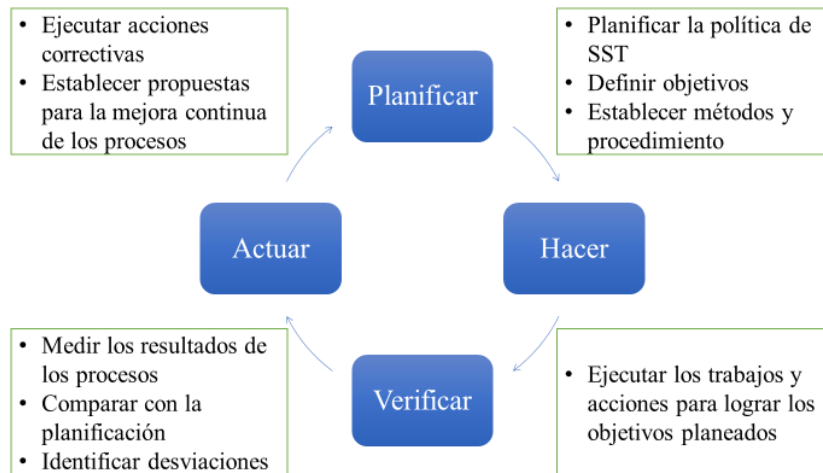 • Ejecutar acciones
correctivas
• Establecer propuestas
para la mejora continua
de los procesos
Planificar
• Planificar la política de
SST
• Definir objetivos
• Establecer métodos y
procedimiento
Actuar
Hacer
• Medir los resultados de
los procesos
• Comparar con la
planificación
• Identificar desviaciones
Verificar
• Ejecutar los trabajos y
acciones para lograr los
objetivos planeados